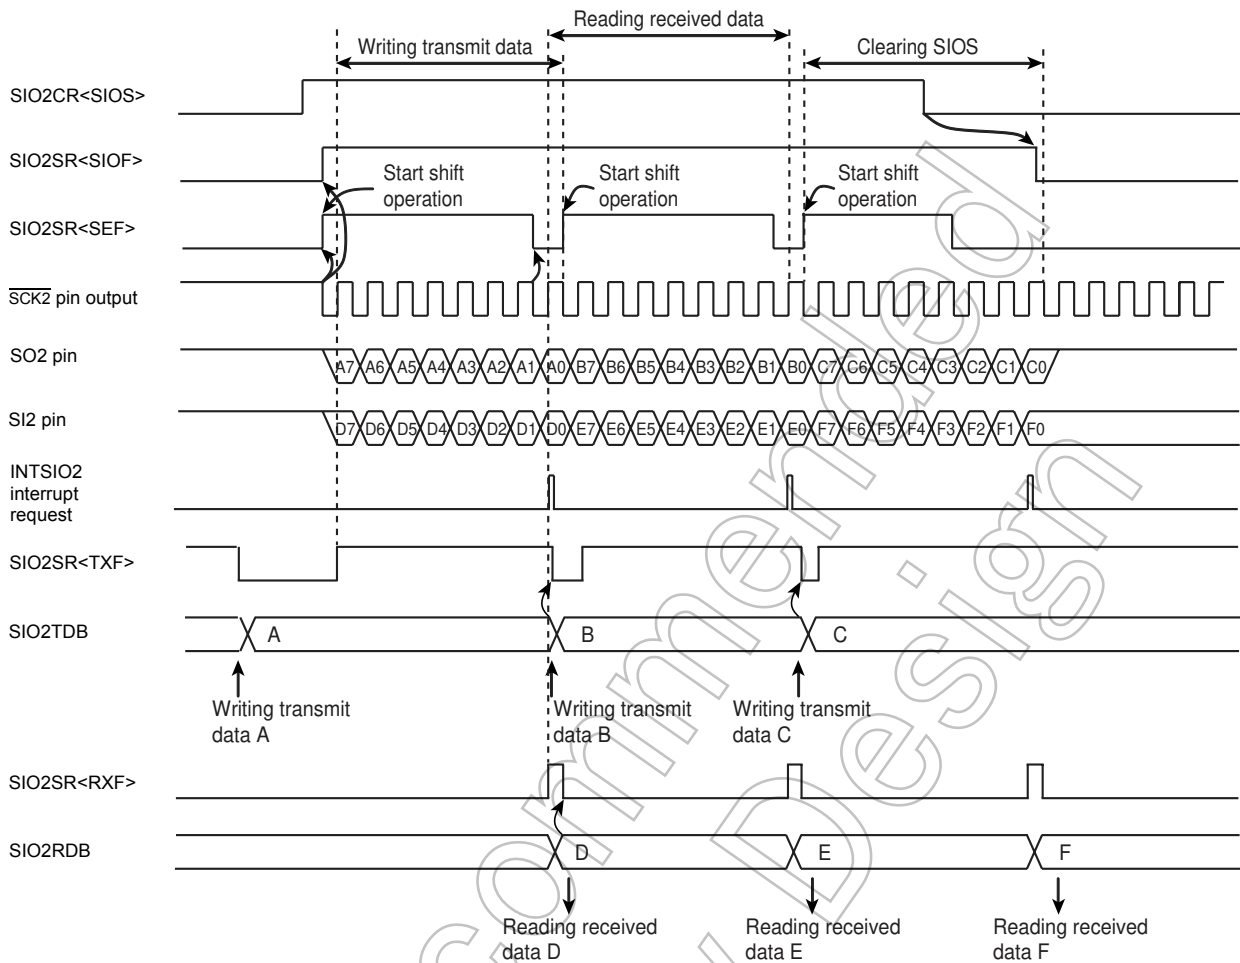 Reading received data
Writing transmit data
Clearing SIOS
SIO2CR<SIOS>
SIO2SR<SIOF>
Start shift
operation
Start shift
operation
Start shift
operation
SIO2SR<SEF>
SCK2 pin output
SO2 pin
A7 A6 A5 A4 A3 A2 A1 A0 B7 B6 B5 B4 B3 B2 B1 B0 C7 C6 C5 C4 C3 C2 C1 C0
SI2 pin
D7 D6 D5 D4 D3 D2 D1 D0 E7 E6 E5 E4 E3 E2 E1 E0 F7 F6 F5 F4 F3 F2 F1 F0
INTSIO2
interrupt
request
SIO2SR<TXF>
SIO2TDB
A
B
C
Writing transmit
data A
Writing transmit
data B
Writing transmit
data C
SIO2SR<RXF>
SIO2RDB
D
E
F
Reading received
data D
Reading received
data E
Reading received
data F
commended
Design